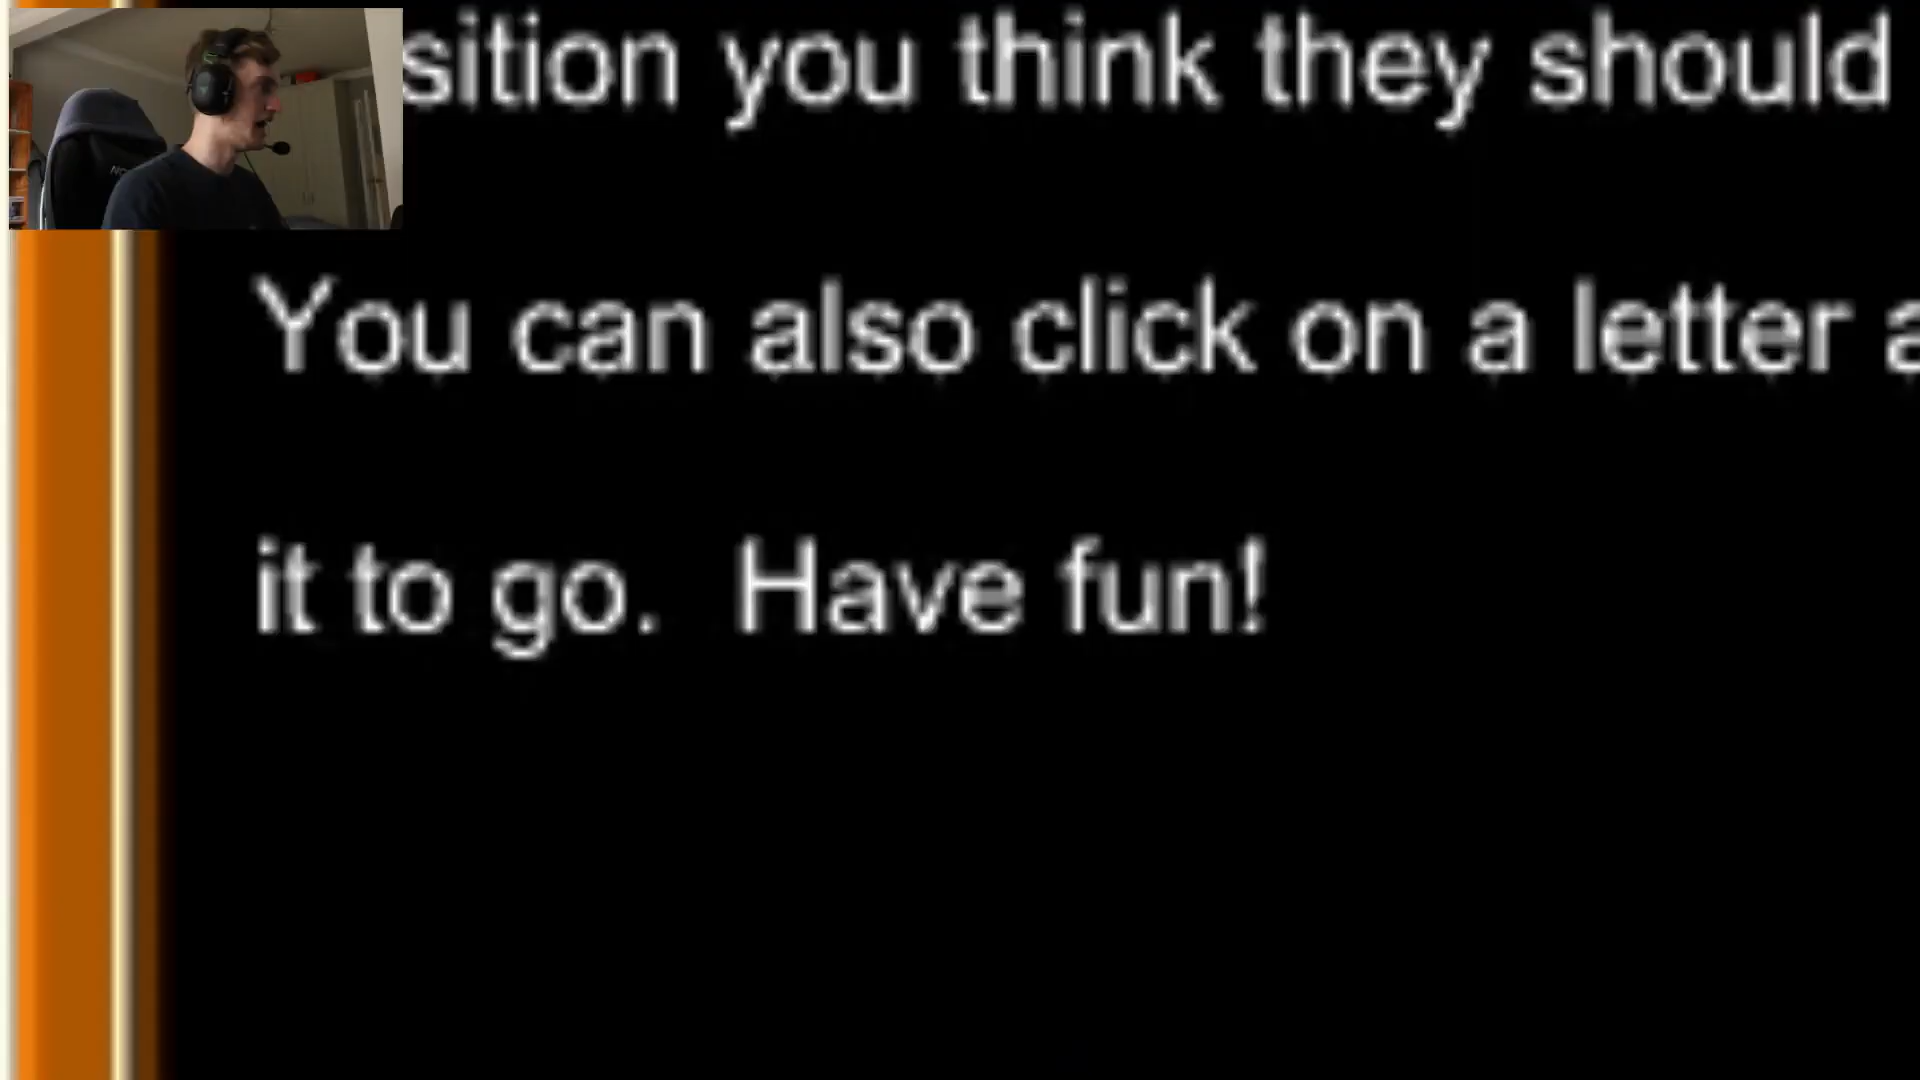 sition you think they should
You can also click on a letter a
it to go.  Have fun!